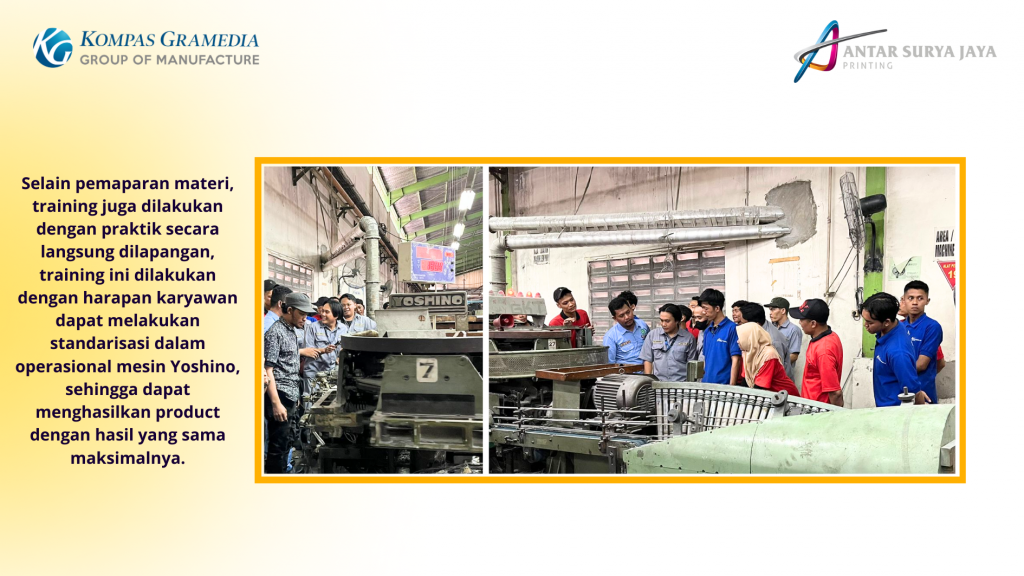 KOMPAS GRAMEDIA
GROUP OF MANUFACTURE
ANTAR SURYA JAYA
PRINTING
Selain pemaparan materi,
training juga dilakukan
dengan praktik secara
langsung dilapangan,
training ini dilakukan
dengan harapan karyawan
dapat melakukan
standarisasi dalam
operasional mesin Yoshino,
sehingga dapat
menghasilkan product
dengan hasil yang sama
maksimalnya.
YOSHINO
7
AREA /